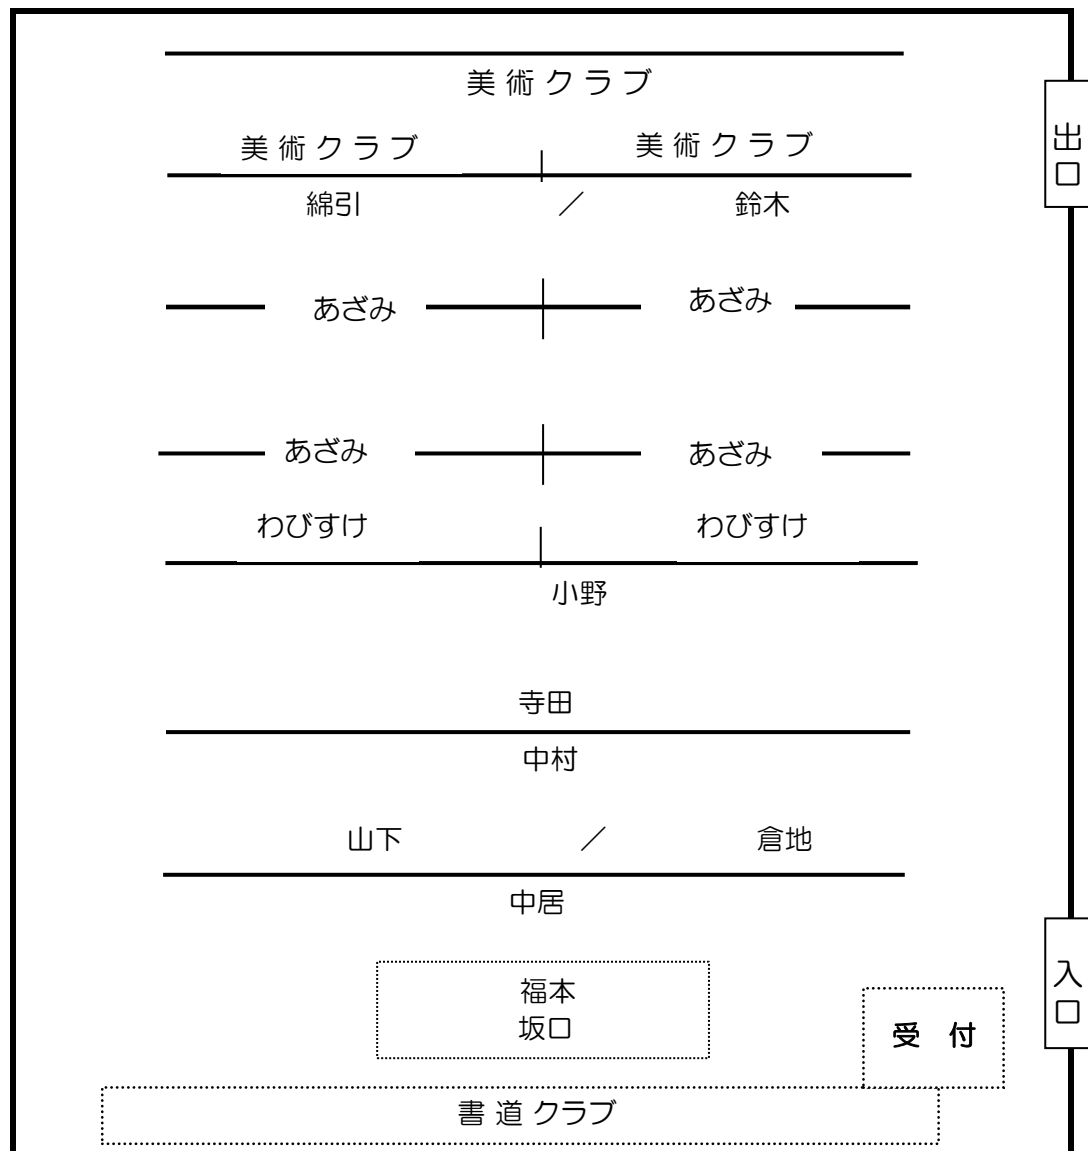 美術クラブ
美術クラブ 美術クラブ
出口
綿引 ／ 鈴木
あざみ あざみ
あざみ あざみ
わびすけ わびすけ
小野
寺田
中村
山下 ／ 倉地
中居
福本
坂口
入口
受 付
書道クラブ